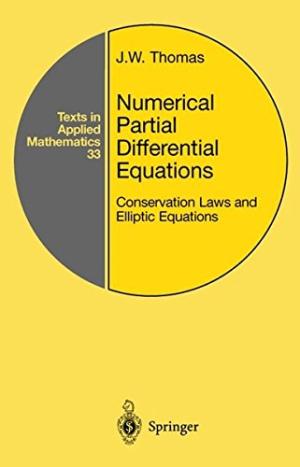 J.W. Thomas
Texts in
Applied
Mathematics
33
Numerical
Partial
Differential
Equations
Conservation Laws and
Elliptic Equations
Springer